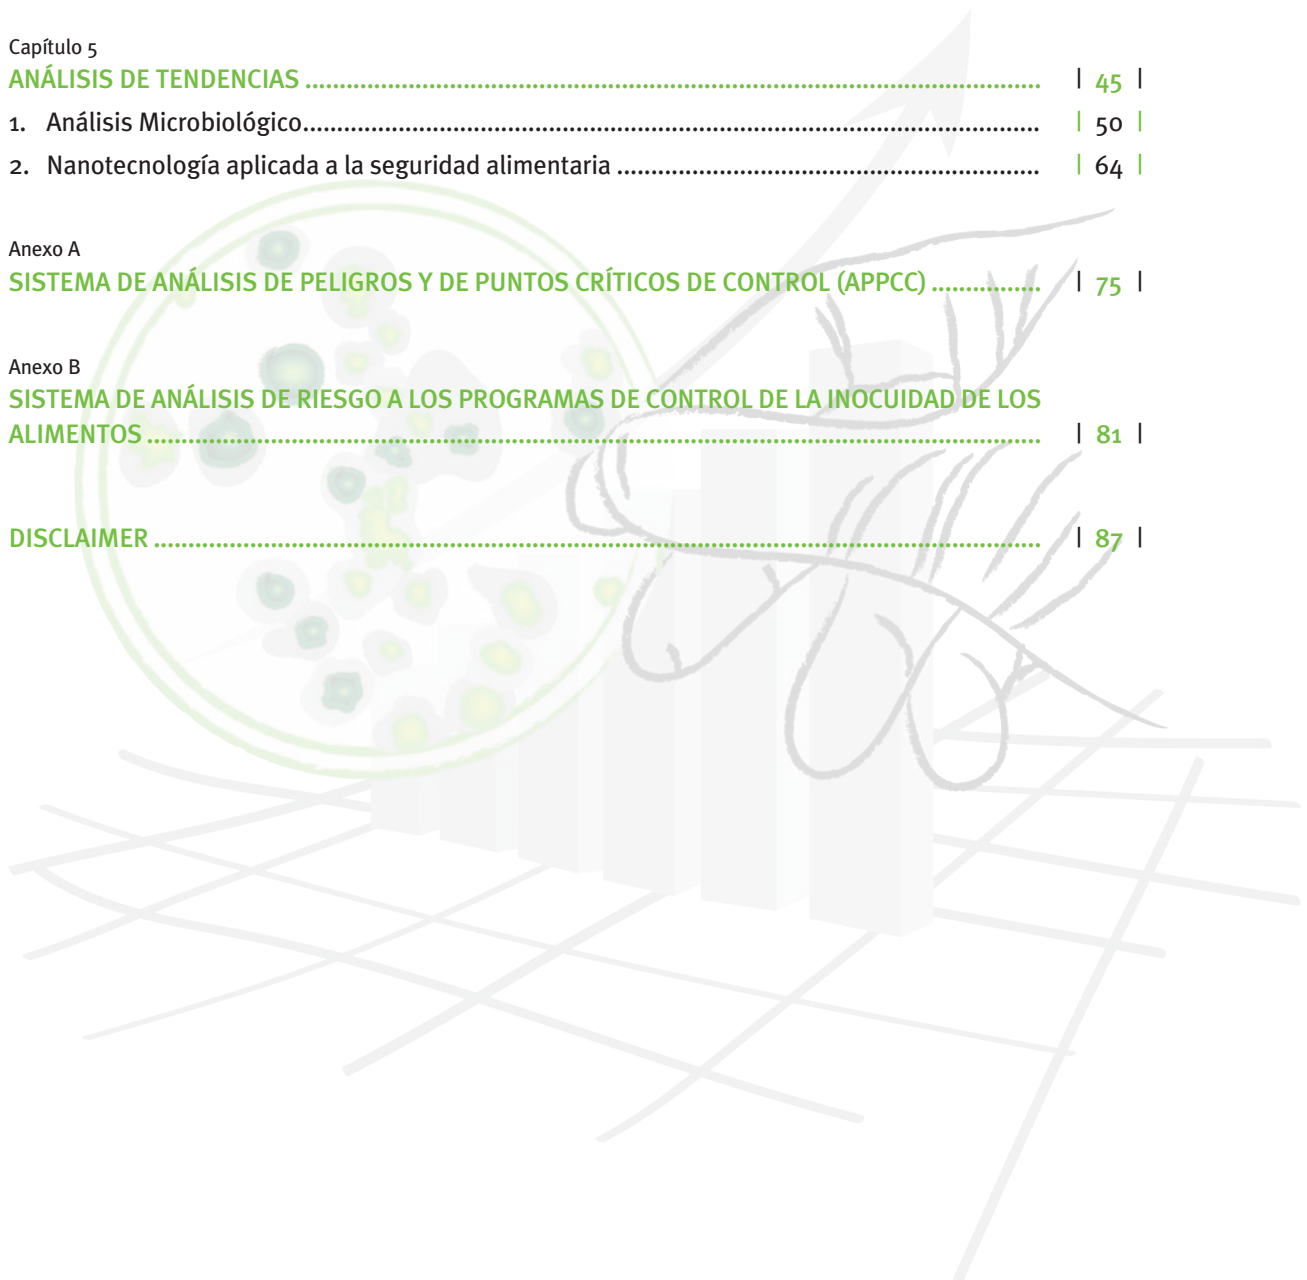 Capítulo 5
ANÁLISIS DE TENDENCIAS ........................................................................................................... | 45 |
1. Análisis Microbiológico........................................................................................................... | 50 |
2. Nanotecnología aplicada a la seguridad alimentaria ............................................................. | 64 |
Anexo A
SISTEMA DE ANÁLISIS DE PELIGROS Y DE PUNTOS CRÍTICOS DE CONTROL (APPCC) ................ | 75 |
Anexo B
SISTEMA DE ANÁLISIS DE RIESGO A LOS PROGRAMAS DE CONTROL DE LA INOCUIDAD DE LOS
ALIMENTOS .................................................................................................................................. | 81 |
DISCLAIMER ................................................................................................................................. | 87 |